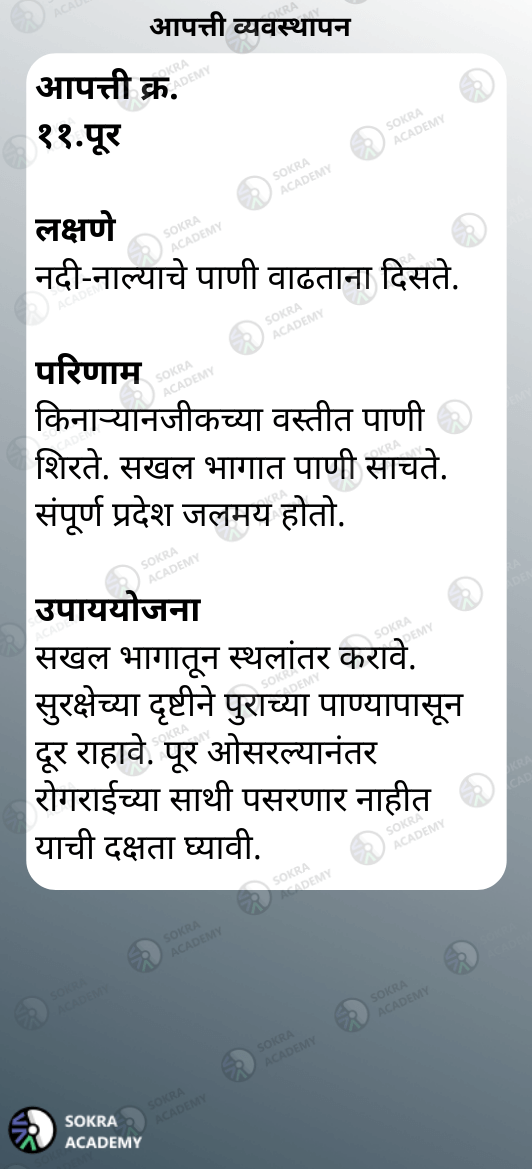 आपत्ती व्यवस्थापन
आपत्ती क्र.
११.पूर
लक्षणे
नदी-नाल्याचे पाणी वाढताना दिसते.
परिणाम
किनाऱ्यानजीकच्या वस्तीत पाणी
शिरते. सखल भागात पाणी साचते.
संपूर्ण प्रदेश जलमय होतो.
उपाययोजना
सखल भागातून स्थलांतर करावे.
सुरक्षेच्या दृष्टीने पुराच्या पाण्यापासून
दूर राहावे. पूर ओसरल्यानंतर
रोगराईच्या साथी पसरणार नाहीत
याची दक्षता घ्यावी.
SOKRA
ACADEMY